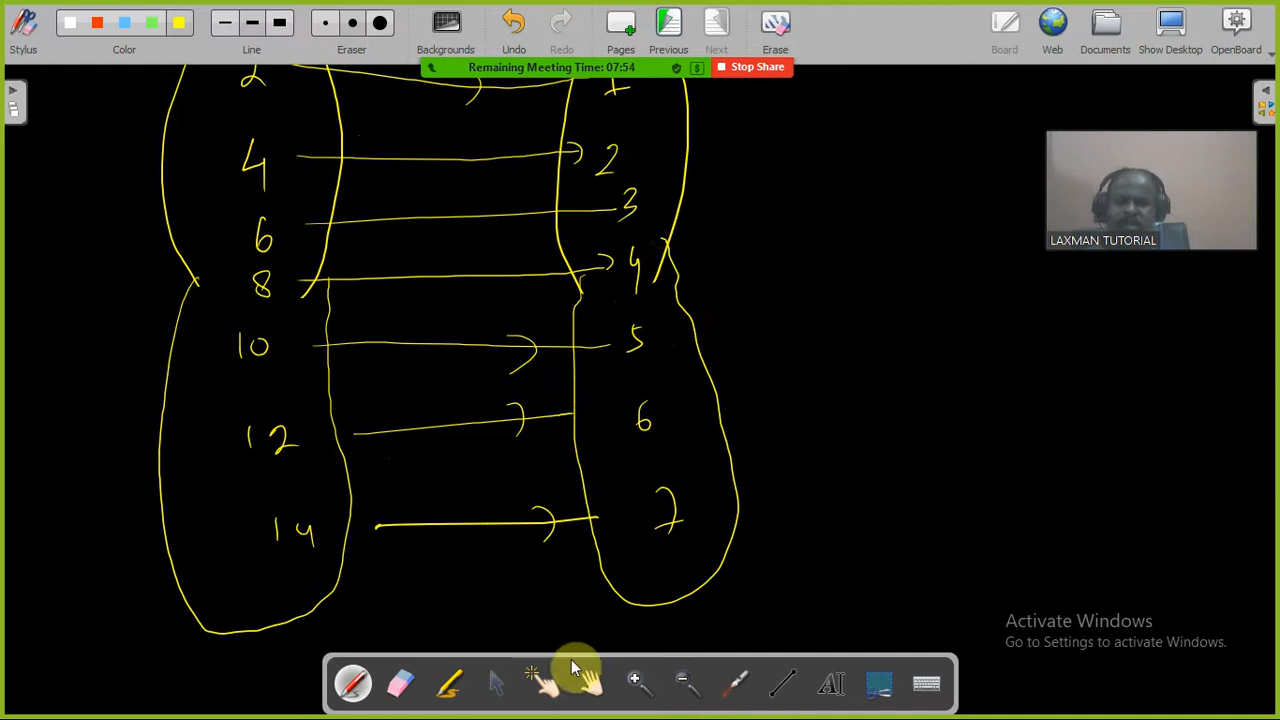 Stylus Color Line Eraser Backgrounds Undo Redo Pages Previous Next Erase Board Web Documents Show Desktop OpenBoard
Remaining Meeting Time: 07:54 Stop Share
2 1
4 2
6 3
8 4
10 5
12 6
14 7
LAXMAN TUTORIAL
Activate Windows
Go to Settings to activate Windows.
AI